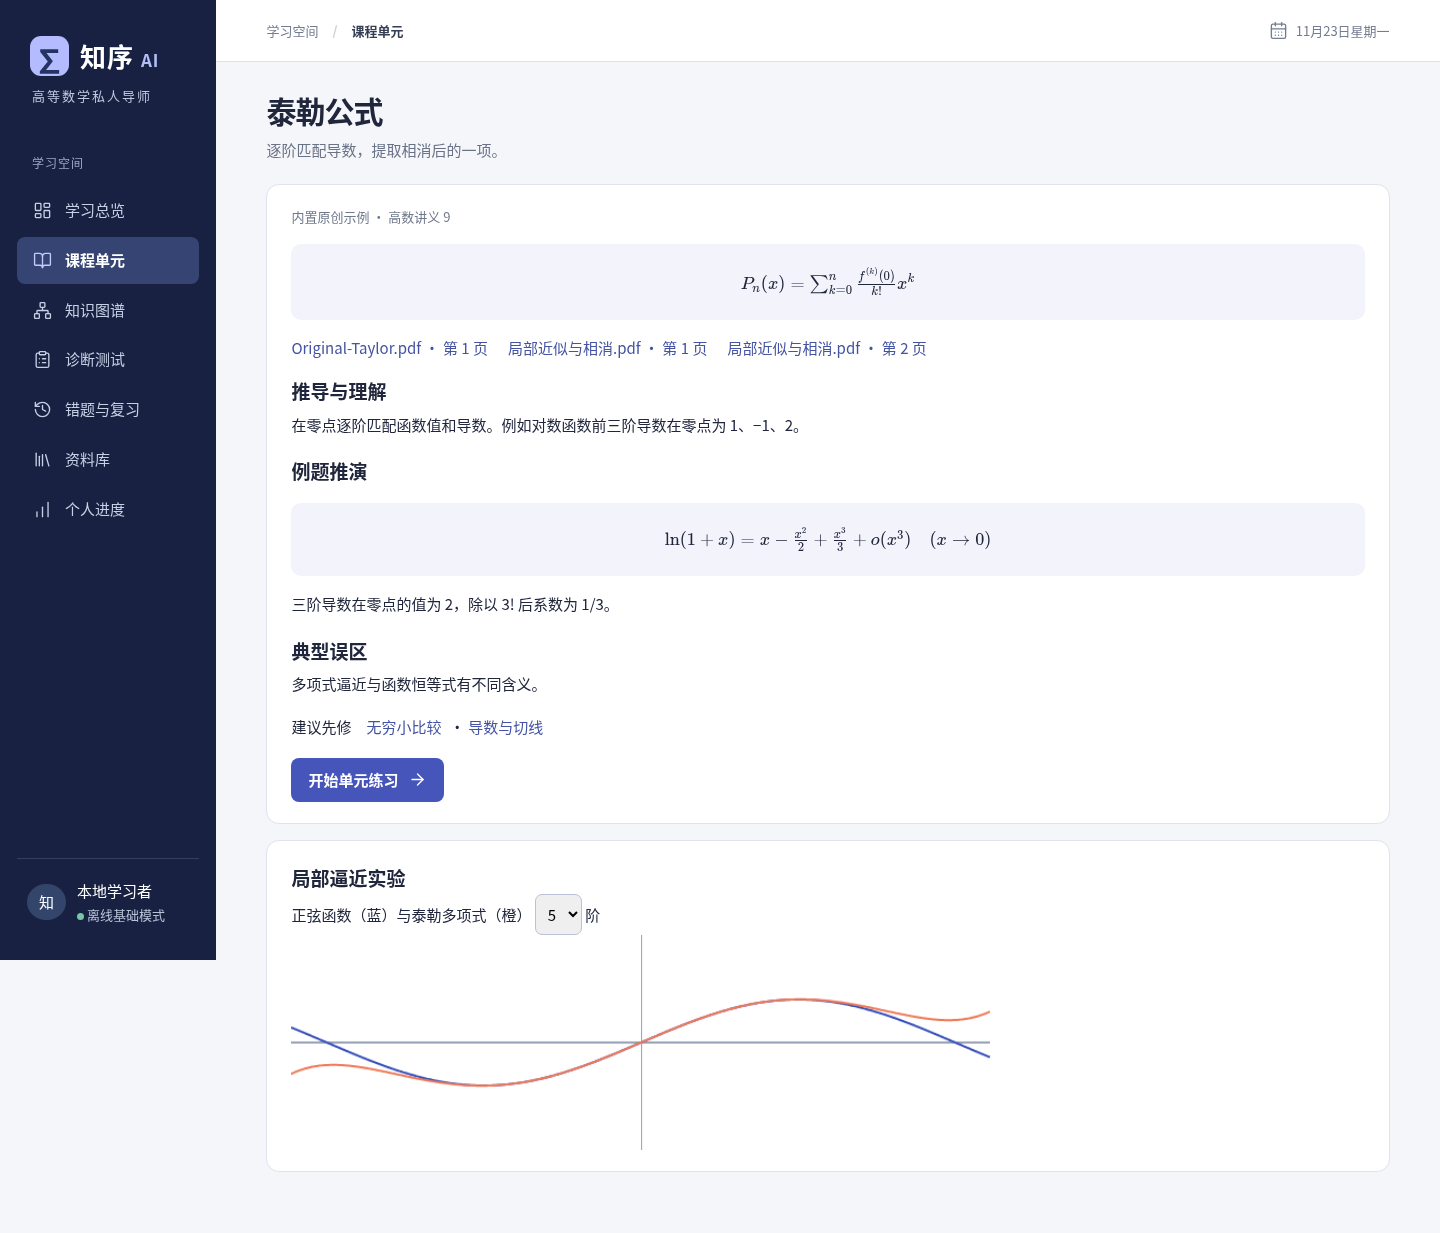 知序 AI
高等数学私人导师
学习空间
学习总览
课程单元
知识图谱
诊断测试
错题与复习
资料库
个人进度
知
本地学习者
离线基础模式
学习空间 / 课程单元
11月23日星期一
泰勒公式
逐阶匹配导数，提取相消后的一项。
内置原创示例 · 高数讲义 9
Pₙ(x) = ∑ₖ₌₀ⁿ f⁽ᵏ⁾(0)/k! xᵏ
Original-Taylor.pdf · 第 1 页 局部近似与相消.pdf · 第 1 页 局部近似与相消.pdf · 第 2 页
推导与理解
在零点逐阶匹配函数值和导数。例如对数函数前三阶导数在零点为 1、−1、2。
例题推演
ln(1 + x) = x − x²/2 + x³/3 + o(x³) (x → 0)
三阶导数在零点的值为 2，除以 3! 后系数为 1/3。
典型误区
多项式逼近与函数恒等式有不同含义。
建议先修 无穷小比较 · 导数与切线
开始单元练习 →
局部逼近实验
正弦函数（蓝）与泰勒多项式（橙） 5 阶